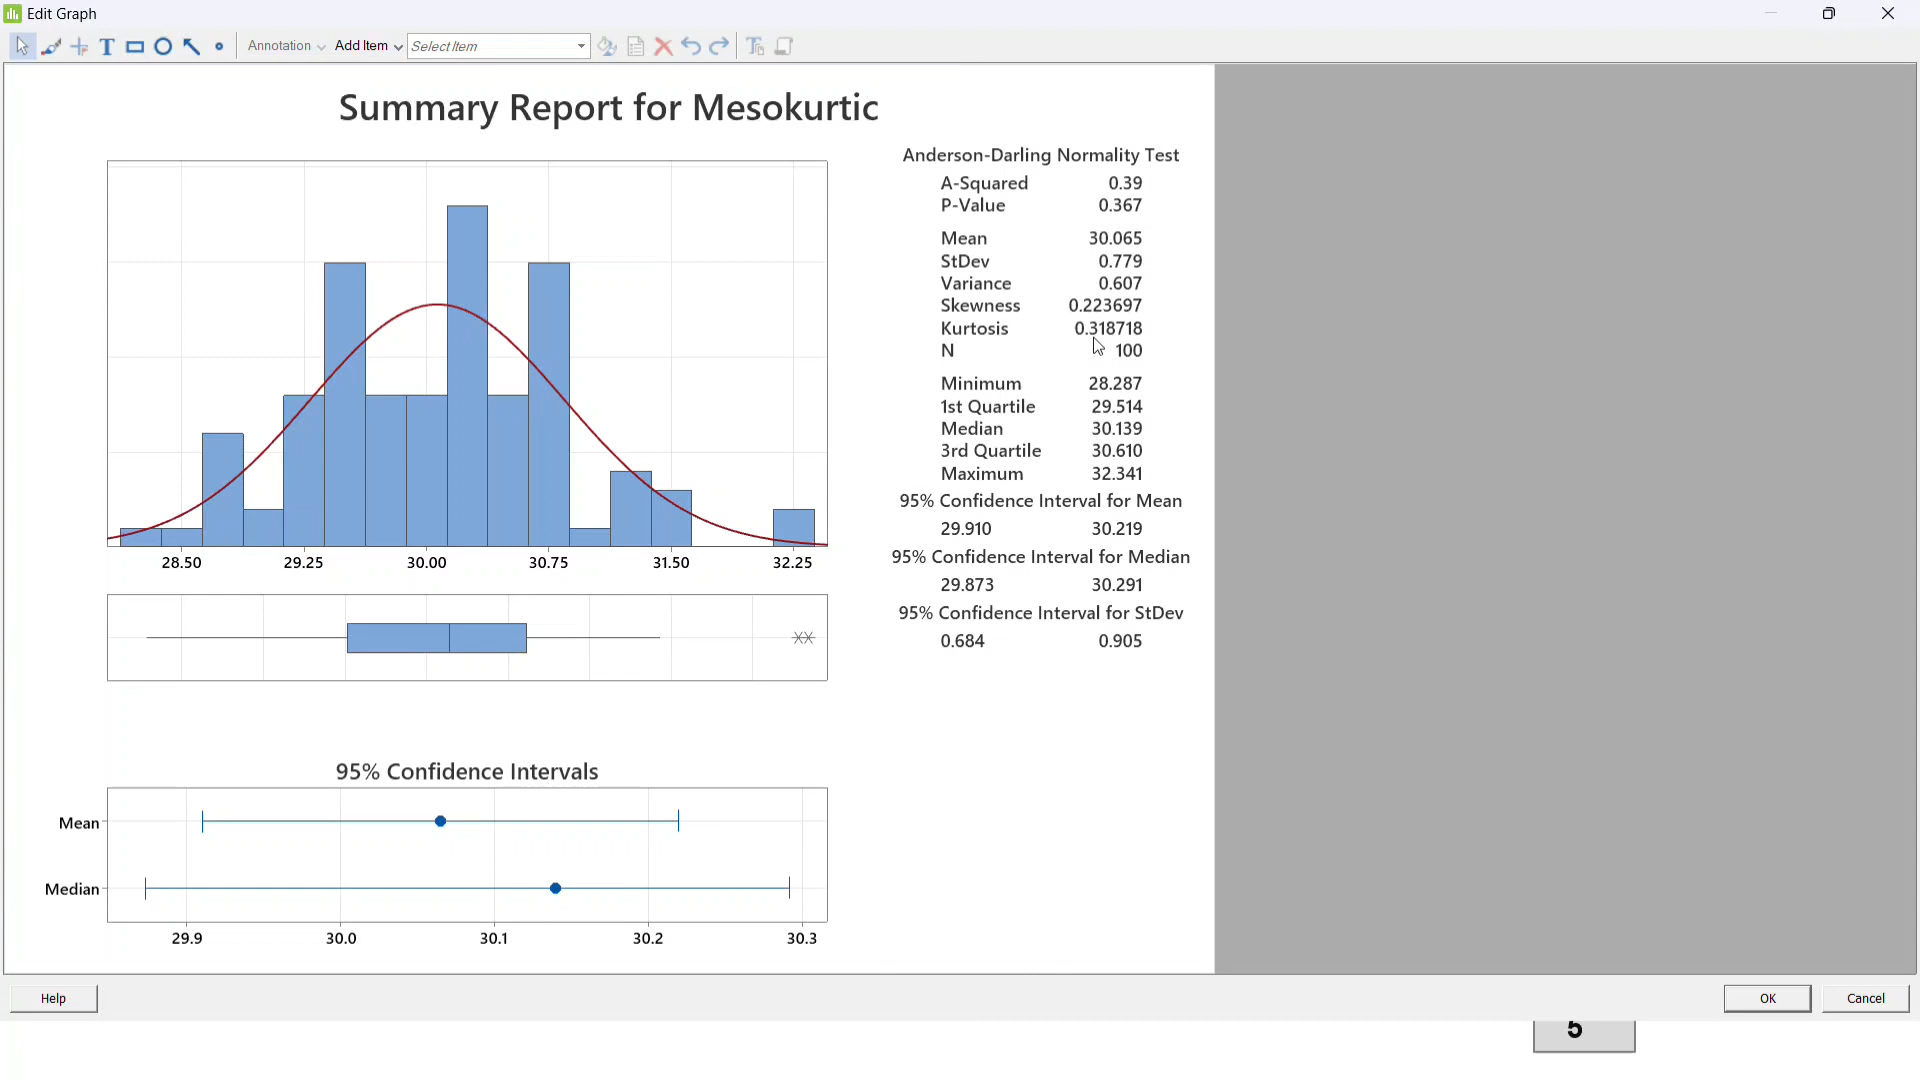 Edit Graph
Annotation Add Item Select Item
Summary Report for Mesokurtic
Anderson-Darling Normality Test
A-Squared 0.39
P-Value 0.367
Mean 30.065
StDev 0.779
Variance 0.607
Skewness 0.223697
Kurtosis 0.318718
N 100
Minimum 28.287
1st Quartile 29.514
Median 30.139
3rd Quartile 30.610
Maximum 32.341
95% Confidence Interval for Mean
29.910 30.219
95% Confidence Interval for Median
29.873 30.291
95% Confidence Interval for StDev
0.684 0.905
28.50 29.25 30.00 30.75 31.50 32.25
95% Confidence Intervals
Mean
Median
29.9 30.0 30.1 30.2 30.3
Help OK Cancel
5